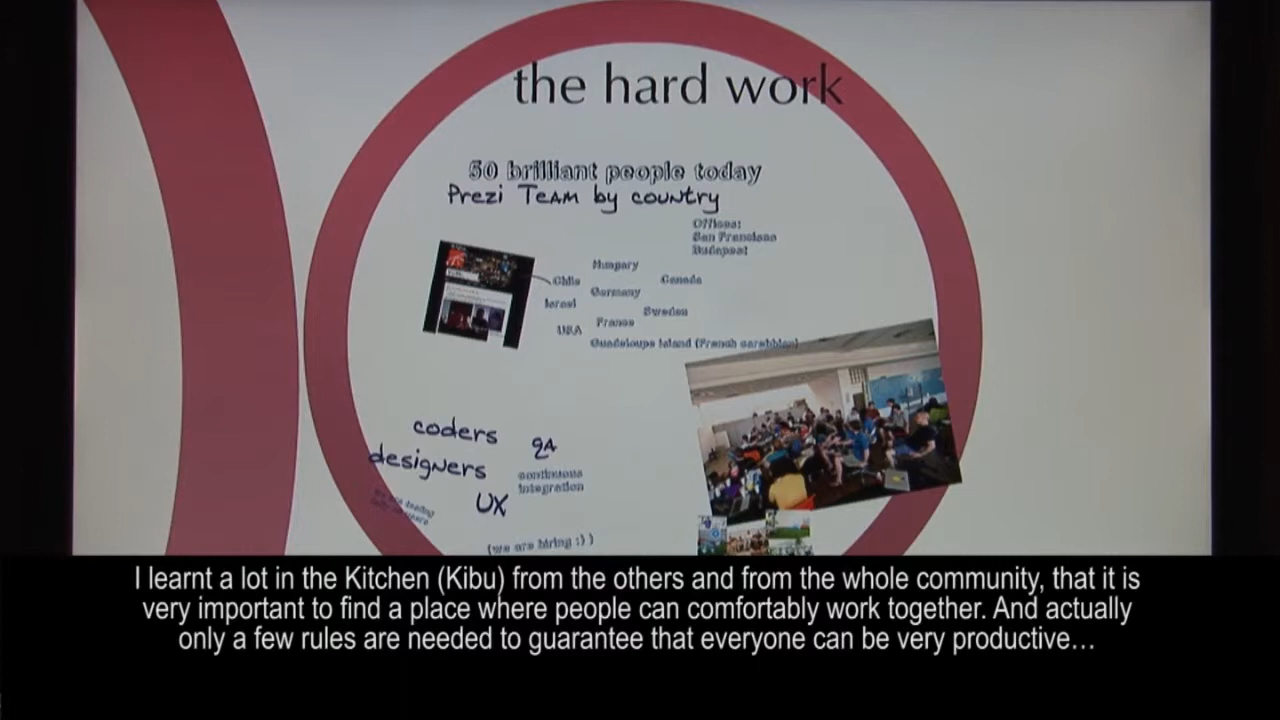 the hard work
50 brilliant people today
Prezi Team by country
Offices:
San Francisco
Budapest
Hungary
Chile
Canada
Germany
Israel
Sweden
France
USA
Guadeloupe Island (French carebbien)
coders
QA
designers
continuous
integration
UX
(we are hiring :) )
I learnt a lot in the Kitchen (Kibu) from the others and from the whole community, that it is
very important to find a place where people can comfortably work together. And actually
only a few rules are needed to guarantee that everyone can be very productive…